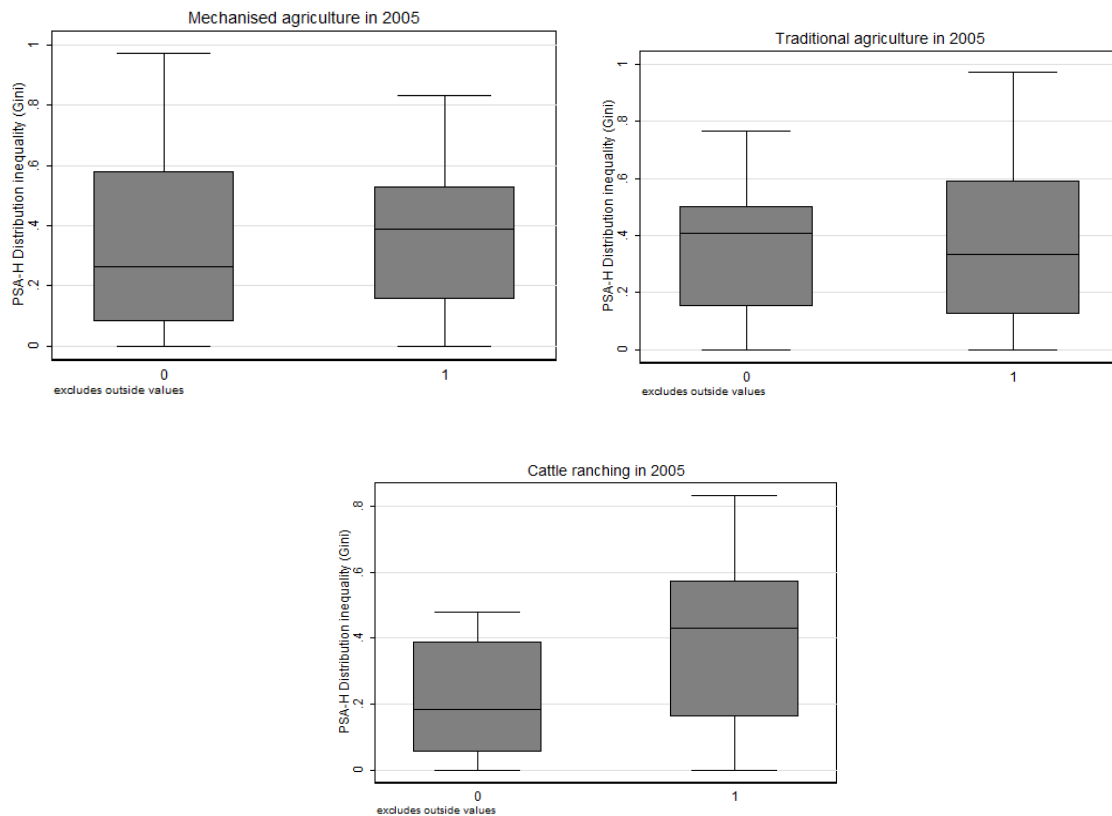 Mechanised agriculture in 2005
PSA-H Distribution inequality (Gini)
1
.8
.6
.4
.2
0
0 1
excludes outside values
Traditional agriculture in 2005
PSA-H Distribution inequality (Gini)
1
.8
.6
.4
.2
0
0 1
excludes outside values
Cattle ranching in 2005
PSA-H Distribution inequality (Gini)
.8
.6
.4
.2
0
0 1
excludes outside values